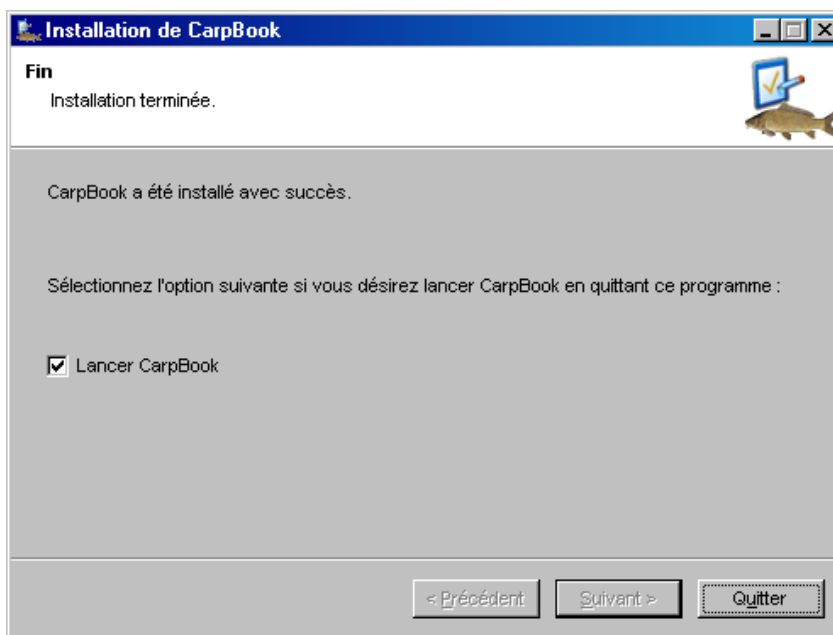 Installation de CarpBook
Fin
Installation terminée.
CarpBook a été installé avec succès.
Sélectionnez l'option suivante si vous désirez lancer CarpBook en quittant ce programme :
Lancer CarpBook
< Précédent
Suivant >
Quitter